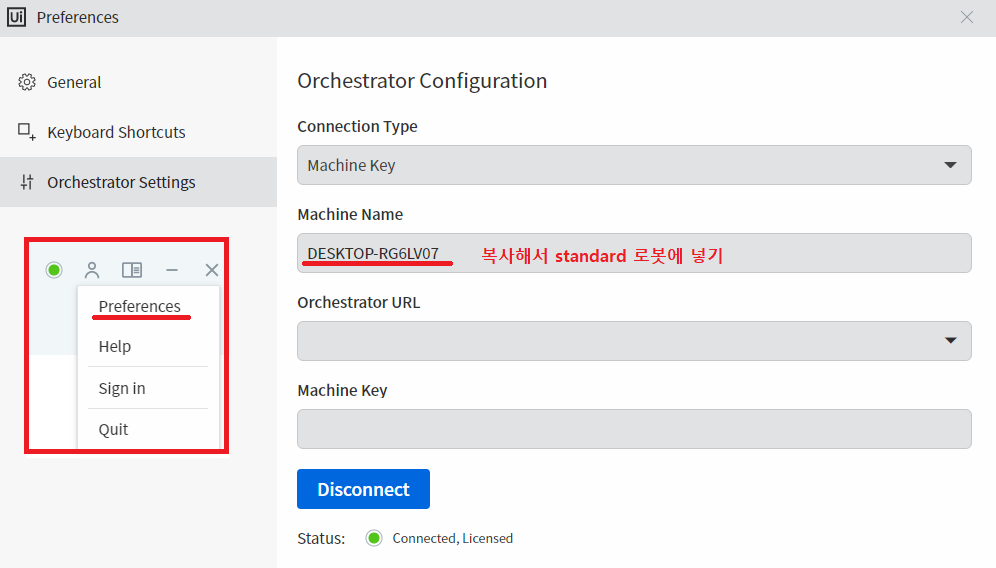 Ui Preferences
General
Keyboard Shortcuts
Orchestrator Settings
Preferences
Help
Sign in
Quit
Orchestrator Configuration
Connection Type
Machine Key
Machine Name
DESKTOP-RG6LV07 복사해서 standard 로봇에 넣기
Orchestrator URL
Machine Key
Disconnect
Status: Connected, Licensed